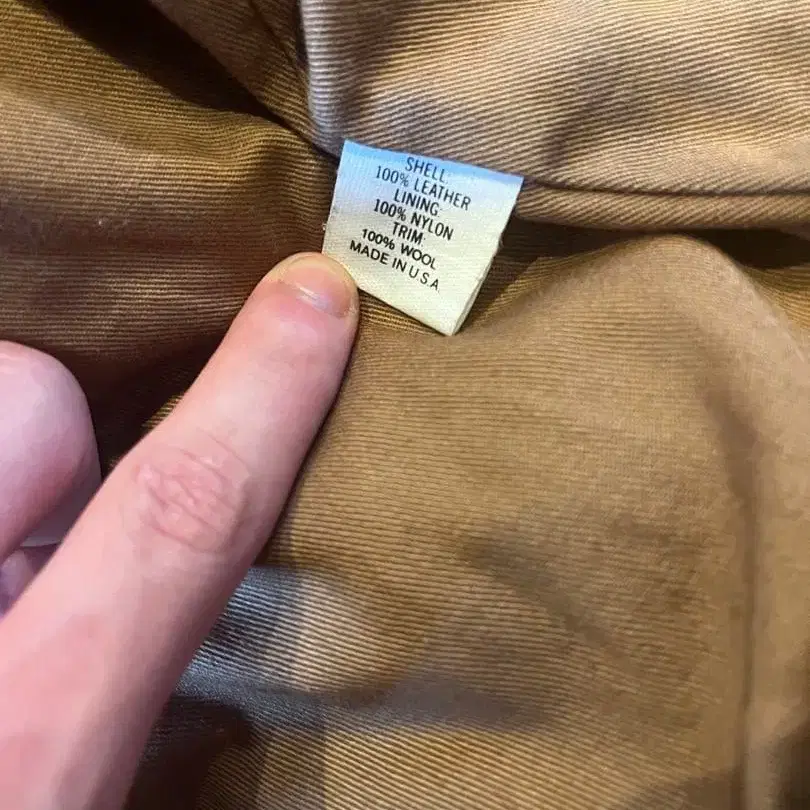 SHELL:
100% LEATHER
LINING:
100% NYLON
TRIM:
100% WOOL
MADE IN U.S.A.